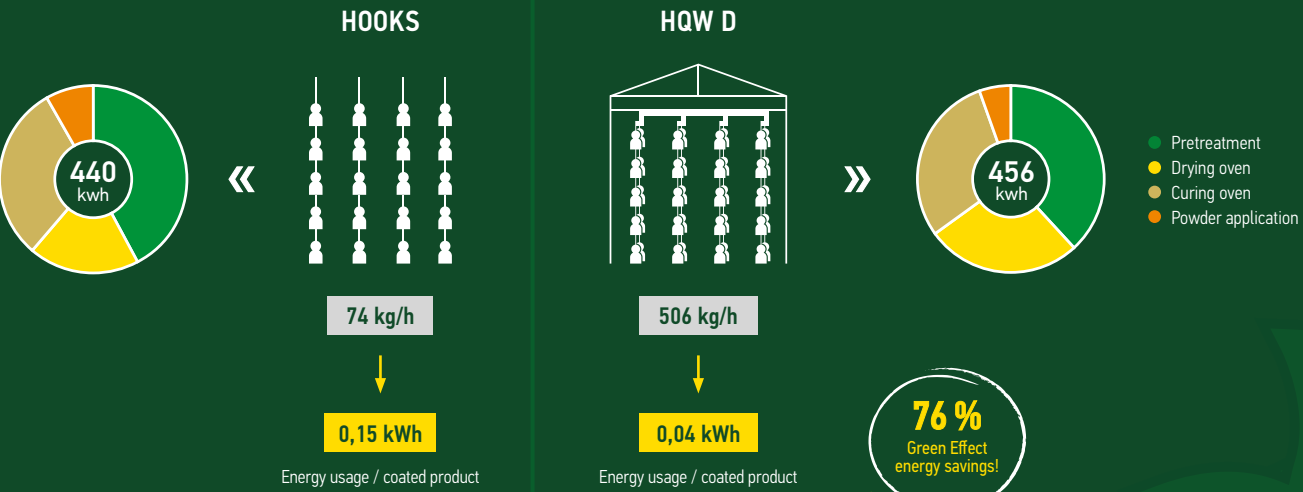 HOOKS
HQW D
440
kwh
«
»
456
kwh
Pretreatment
Drying oven
Curing oven
Powder application
74 kg/h
506 kg/h
0,15 kWh
0,04 kWh
Energy usage / coated product
Energy usage / coated product
76 %
Green Effect
energy savings!